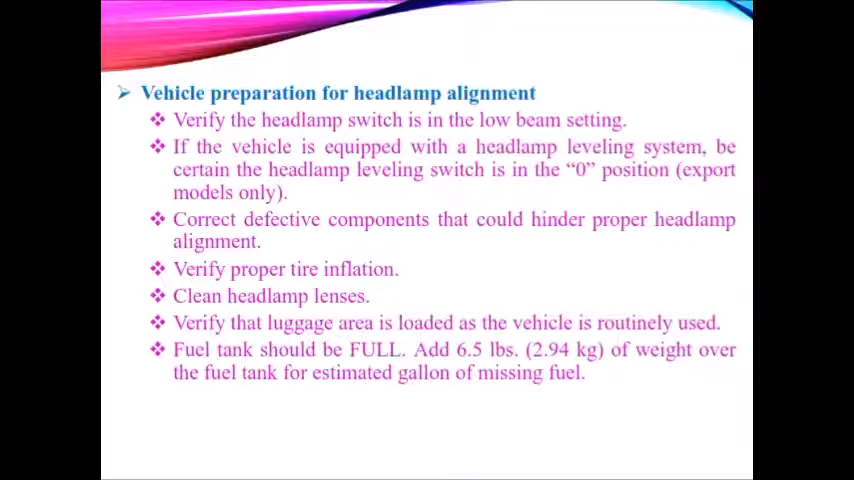 Vehicle preparation for headlamp alignment
Verify the headlamp switch is in the low beam setting.
If the vehicle is equipped with a headlamp leveling system, be
certain the headlamp leveling switch is in the “0” position (export
models only).
Correct defective components that could hinder proper headlamp
alignment.
Verify proper tire inflation.
Clean headlamp lenses.
Verify that luggage area is loaded as the vehicle is routinely used.
Fuel tank should be FULL. Add 6.5 lbs. (2.94 kg) of weight over
the fuel tank for estimated gallon of missing fuel.